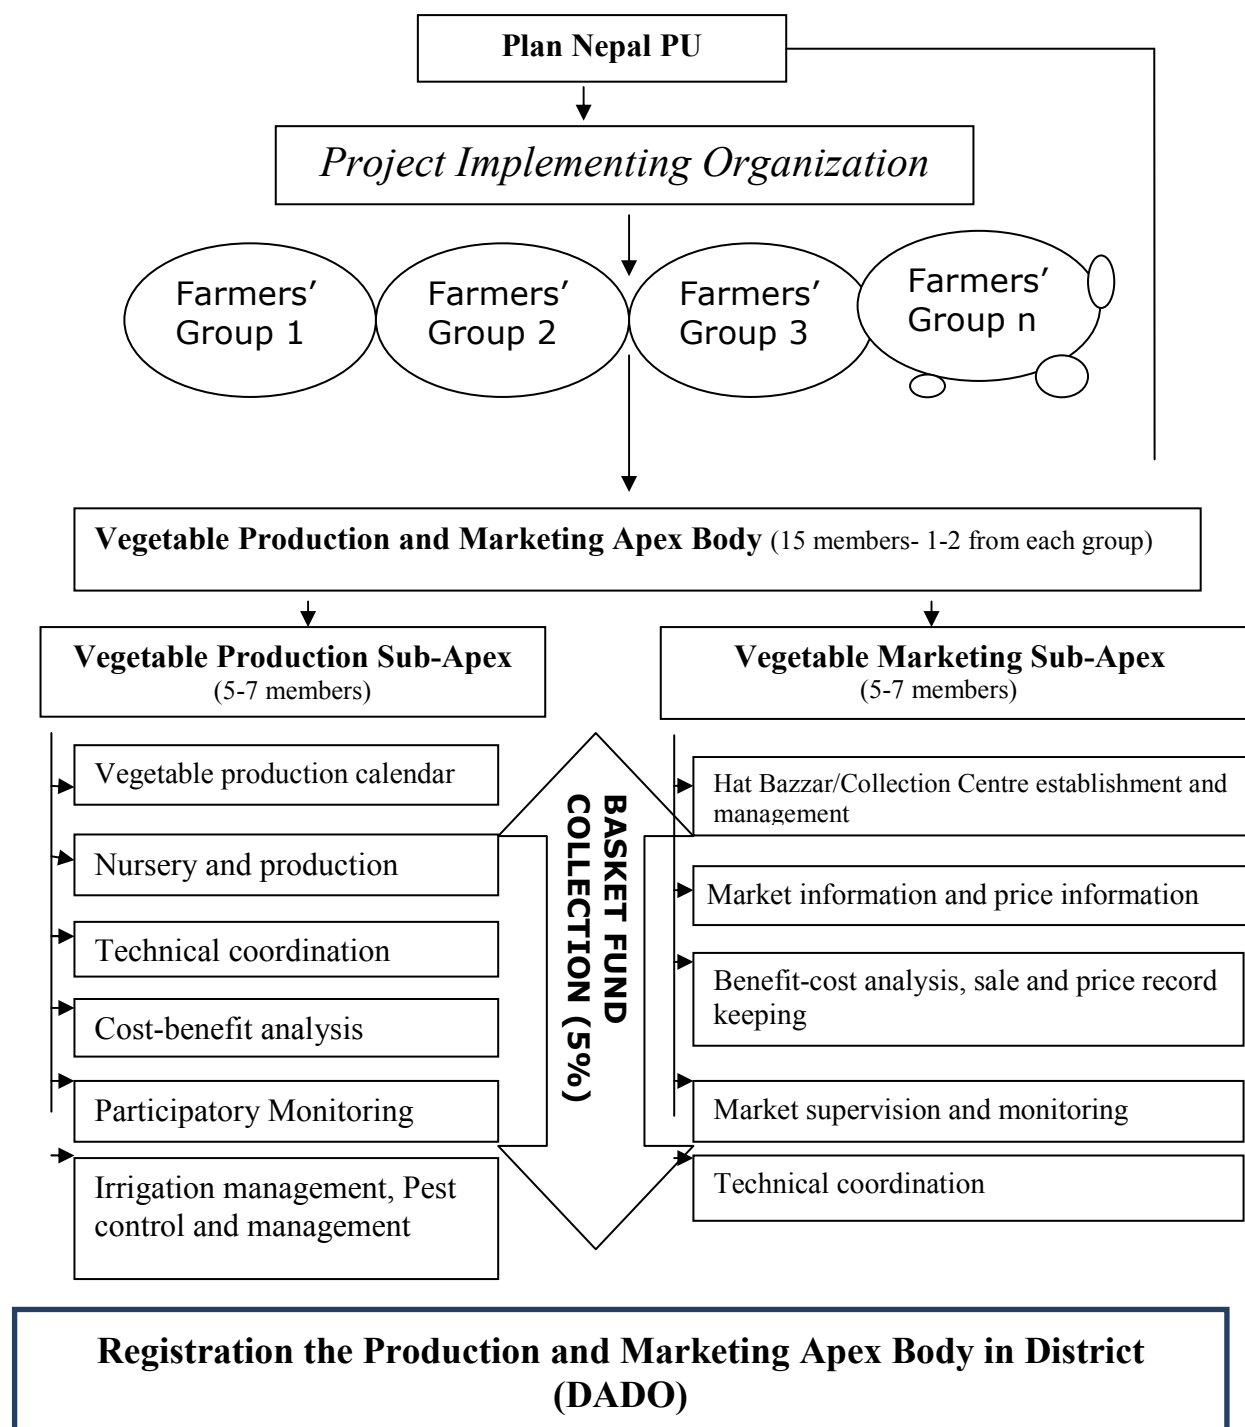 Plan Nepal PU
Project Implementing Organization
Farmers’
Group 1
Farmers’
Group 2
Farmers’
Group 3
Farmers’
Group n
Vegetable Production and Marketing Apex Body (15 members- 1-2 from each group)
Vegetable Production Sub-Apex
(5-7 members)
Vegetable Marketing Sub-Apex
(5-7 members)
Vegetable production calendar
Nursery and production
Technical coordination
Cost-benefit analysis
Participatory Monitoring
Irrigation management, Pest
control and management
BASKET FUND
COLLECTION (5%)
Hat Bazzar/Collection Centre establishment and
management
Market information and price information
Benefit-cost analysis, sale and price record
keeping
Market supervision and monitoring
Technical coordination
Registration the Production and Marketing Apex Body in District
(DADO)